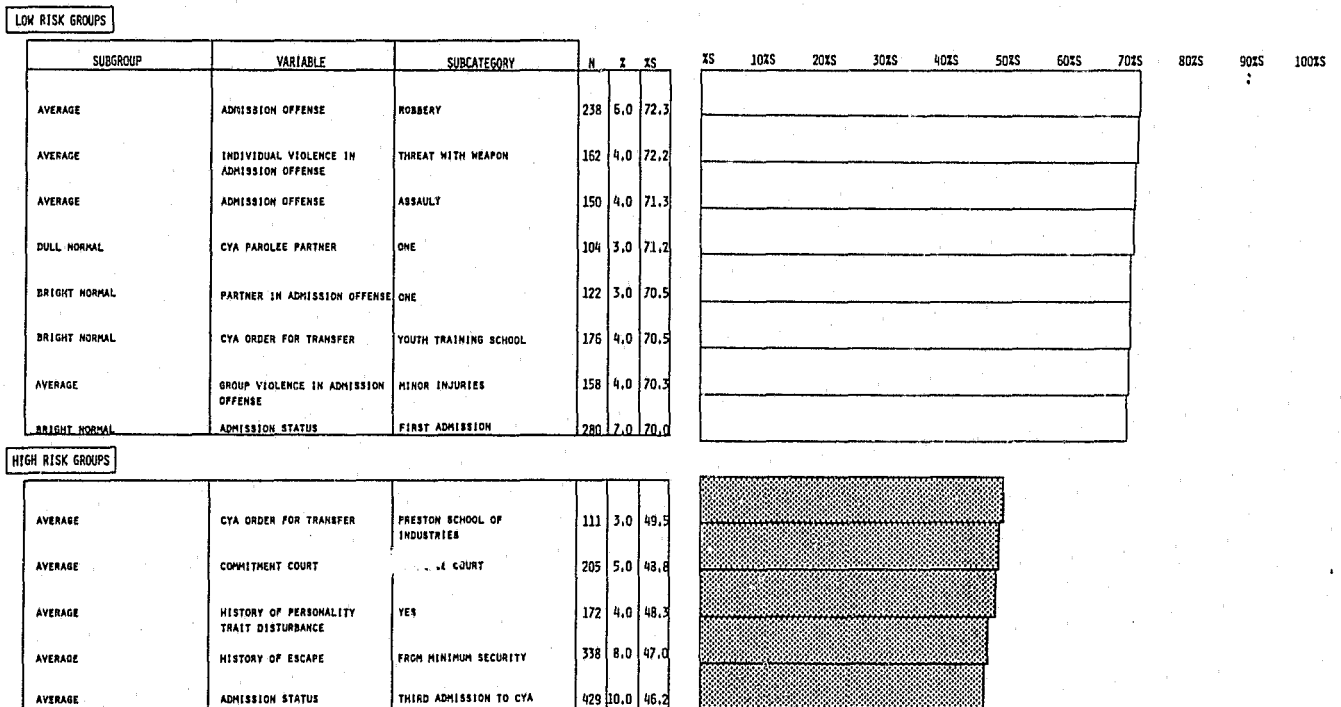 LOW RISK GROUPS
SUBGROUP VARIABLE SUBCATEGORY N % %S %S 10%S 20%S 30%S 40%S 50%S 60%S 70%S 80%S 90%S 100%S
AVERAGE ADMISSION OFFENSE ROBBERY 238 6.0 72.3
AVERAGE INDIVIDUAL VIOLENCE IN THREAT WITH WEAPON 162 4.0 72.2
ADMISSION OFFENSE
AVERAGE ADMISSION OFFENSE ASSAULT 150 4.0 71.3
DULL NORMAL CYA PAROLEE PARTNER ONE 104 3.0 71.2
BRIGHT NORMAL PARTNER IN ADMISSION OFFENSE ONE 122 3.0 70.5
BRIGHT NORMAL CYA ORDER FOR TRANSFER YOUTH TRAINING SCHOOL 176 4.0 70.5
AVERAGE GROUP VIOLENCE IN ADMISSION MINOR INJURIES 158 4.0 70.3
OFFENSE
BRIGHT NORMAL ADMISSION STATUS FIRST ADMISSION 280 7.0 70.0
HIGH RISK GROUPS
AVERAGE CYA ORDER FOR TRANSFER PRESTON SCHOOL OF 111 3.0 49.5
INDUSTRIES
AVERAGE COMMITMENT COURT COURT 205 5.0 48.8
AVERAGE HISTORY OF PERSONALITY YES 172 4.0 48.3
TRAIT DISTURBANCE
AVERAGE HISTORY OF ESCAPE FROM MINIMUM SECURITY 338 8.0 47.0
AVERAGE ADMISSION STATUS THIRD ADMISSION TO CYA 429 10.0 46.2